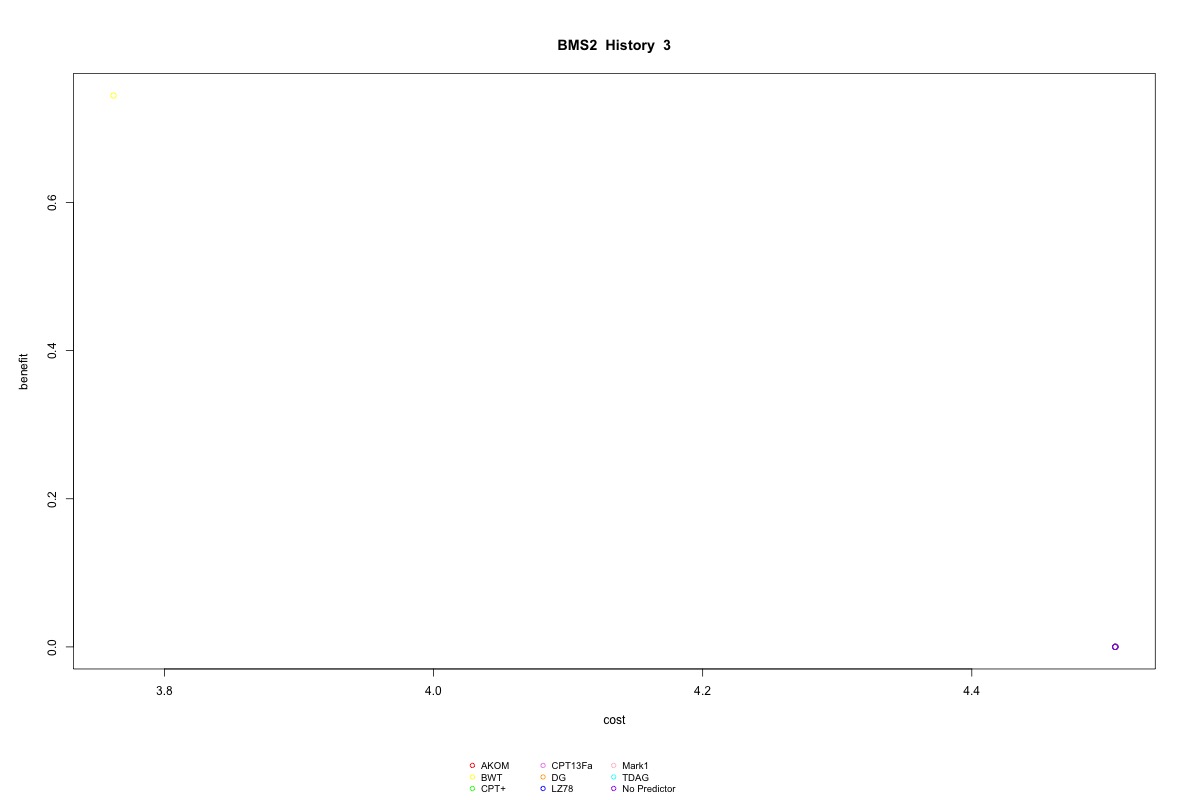 BMS2 History 3
0.6
0.4
benefit
0.2
0.0
3.8 4.0 4.2 4.4
cost
AKOM CPT13Fa Mark1
BWT DG TDAG
CPT+ LZ78 No Predictor